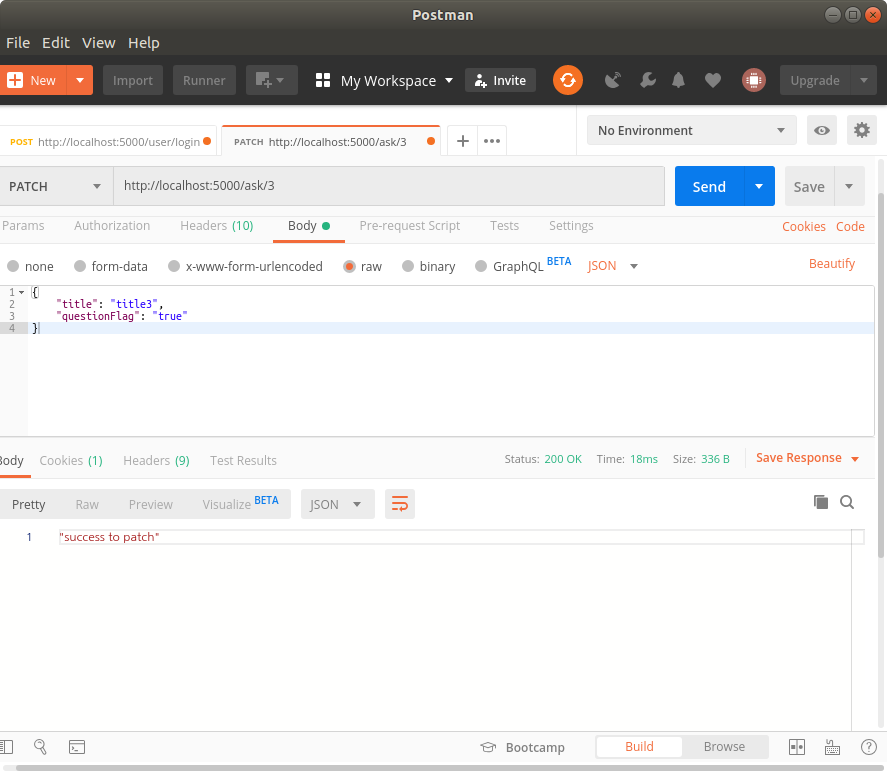 Postman
File Edit View Help
New Import Runner My Workspace Invite Upgrade
POST http://localhost:5000/user/login PATCH http://localhost:5000/ask/3 No Environment
PATCH http://localhost:5000/ask/3 Send Save
Params Authorization Headers (10) Body Pre-request Script Tests Settings Cookies Code
none form-data x-www-form-urlencoded raw binary GraphQL BETA JSON Beautify
1 {
2 "title": "title3",
3 "questionFlag": "true"
4 }
Body Cookies (1) Headers (9) Test Results Status: 200 OK Time: 18ms Size: 336 B Save Response
Pretty Raw Preview Visualize BETA JSON
1 "success to patch"
Bootcamp Build Browse